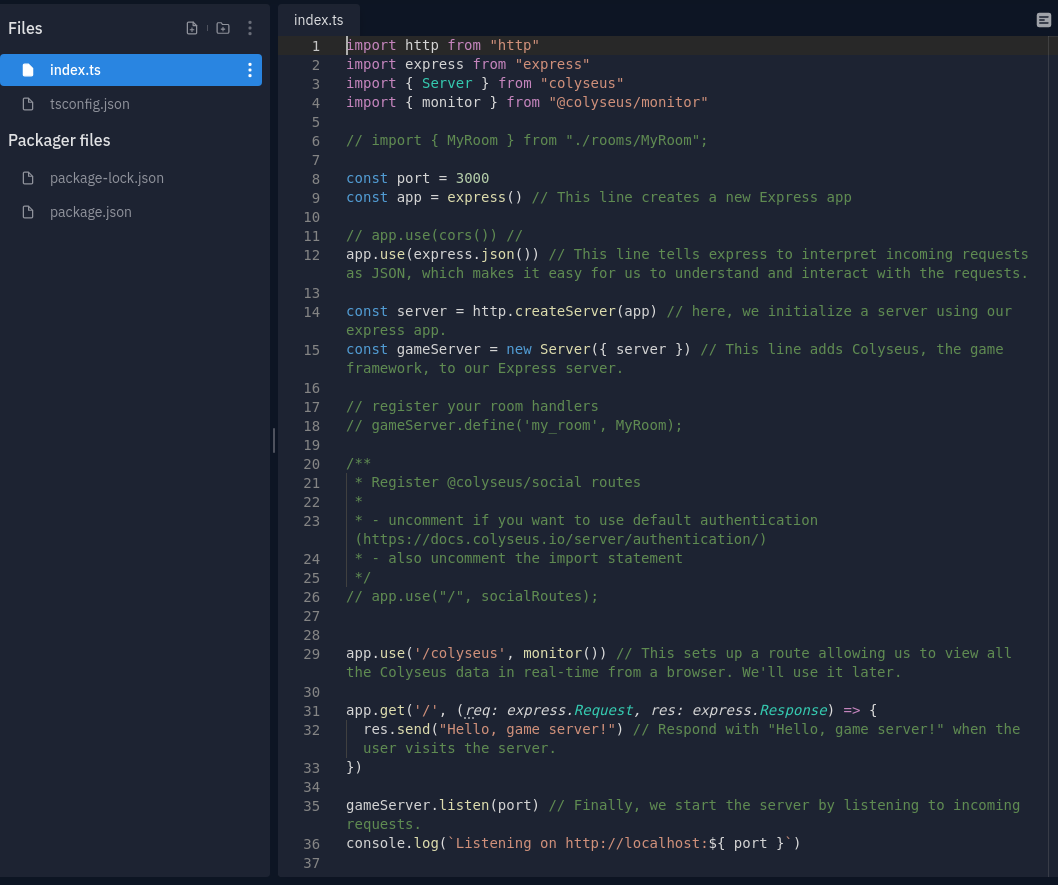 Files
index.ts
tsconfig.json
Packager files
package-lock.json
package.json
index.ts
1 import http from "http"
2 import express from "express"
3 import { Server } from "colyseus"
4 import { monitor } from "@colyseus/monitor"
5
6 // import { MyRoom } from "./rooms/MyRoom";
7
8 const port = 3000
9 const app = express() // This line creates a new Express app
10
11 // app.use(cors()) //
12 app.use(express.json()) // This line tells express to interpret incoming requests
as JSON, which makes it easy for us to understand and interact with the requests.
13
14 const server = http.createServer(app) // here, we initialize a server using our
express app.
15 const gameServer = new Server({ server }) // This line adds Colyseus, the game
framework, to our Express server.
16
17 // register your room handlers
18 // gameServer.define('my_room', MyRoom);
19
20 /**
21 * Register @colyseus/social routes
22 *
23 * - uncomment if you want to use default authentication
(https://docs.colyseus.io/server/authentication/)
24 * - also uncomment the import statement
25 */
26 // app.use("/", socialRoutes);
27
28
29 app.use('/colyseus', monitor()) // This sets up a route allowing us to view all
the Colyseus data in real-time from a browser. We'll use it later.
30
31 app.get('/', (req: express.Request, res: express.Response) => {
32 res.send("Hello, game server!") // Respond with "Hello, game server!" when the
user visits the server.
33 })
34
35 gameServer.listen(port) // Finally, we start the server by listening to incoming
requests.
36 console.log(`Listening on http://localhost:${ port }`)
37